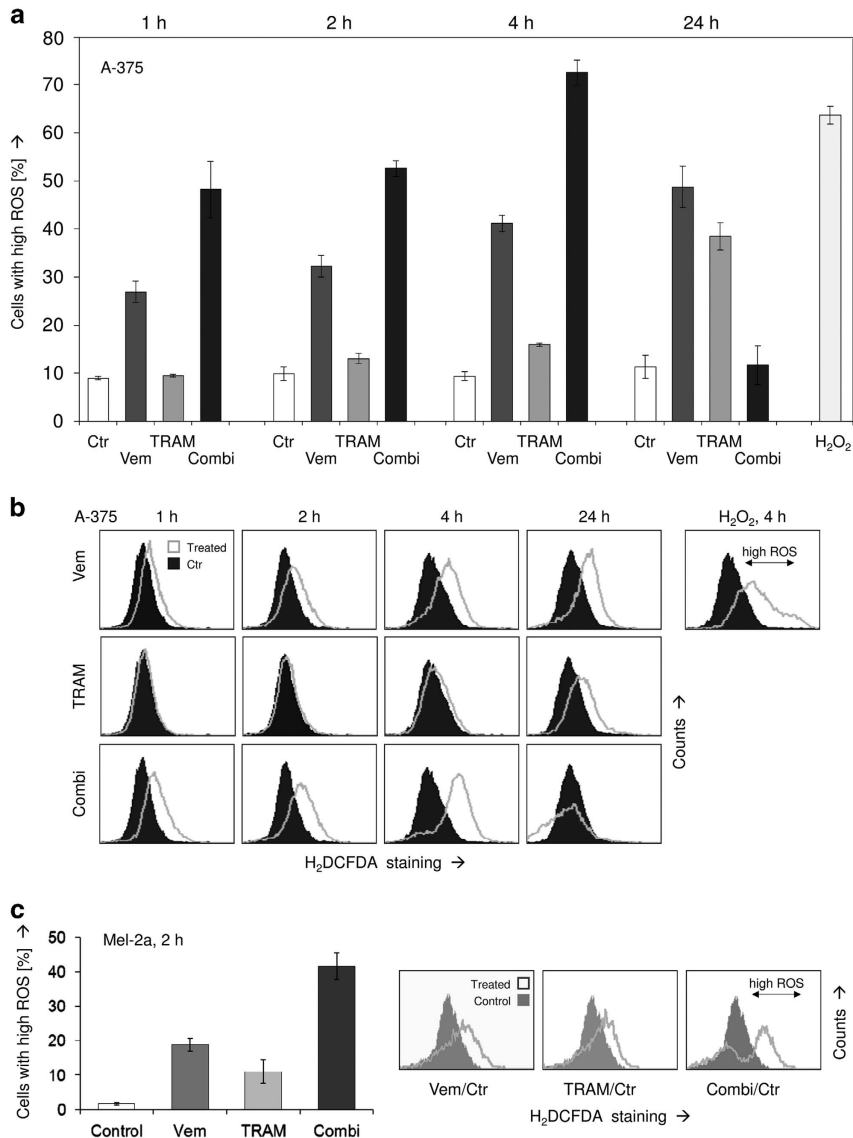 a
1 h 2 h 4 h 24 h
A-375
Cells with high ROS [%] →
80
70
60
50
40
30
20
10
0
Ctr Vem TRAM Combi Ctr Vem TRAM Combi Ctr Vem TRAM Combi Ctr Vem TRAM Combi H₂O₂
b
A-375 1 h 2 h 4 h 24 h H₂O₂, 4 h
Vem
Treated
Ctr
high ROS
TRAM
Combi
Counts →
H₂DCFDA staining →
c
Mel-2a, 2 h
Cells with high ROS [%] →
50
40
30
20
10
0
Control Vem TRAM Combi
Treated
Control
high ROS
Counts →
Vem/Ctr TRAM/Ctr Combi/Ctr
H₂DCFDA staining →